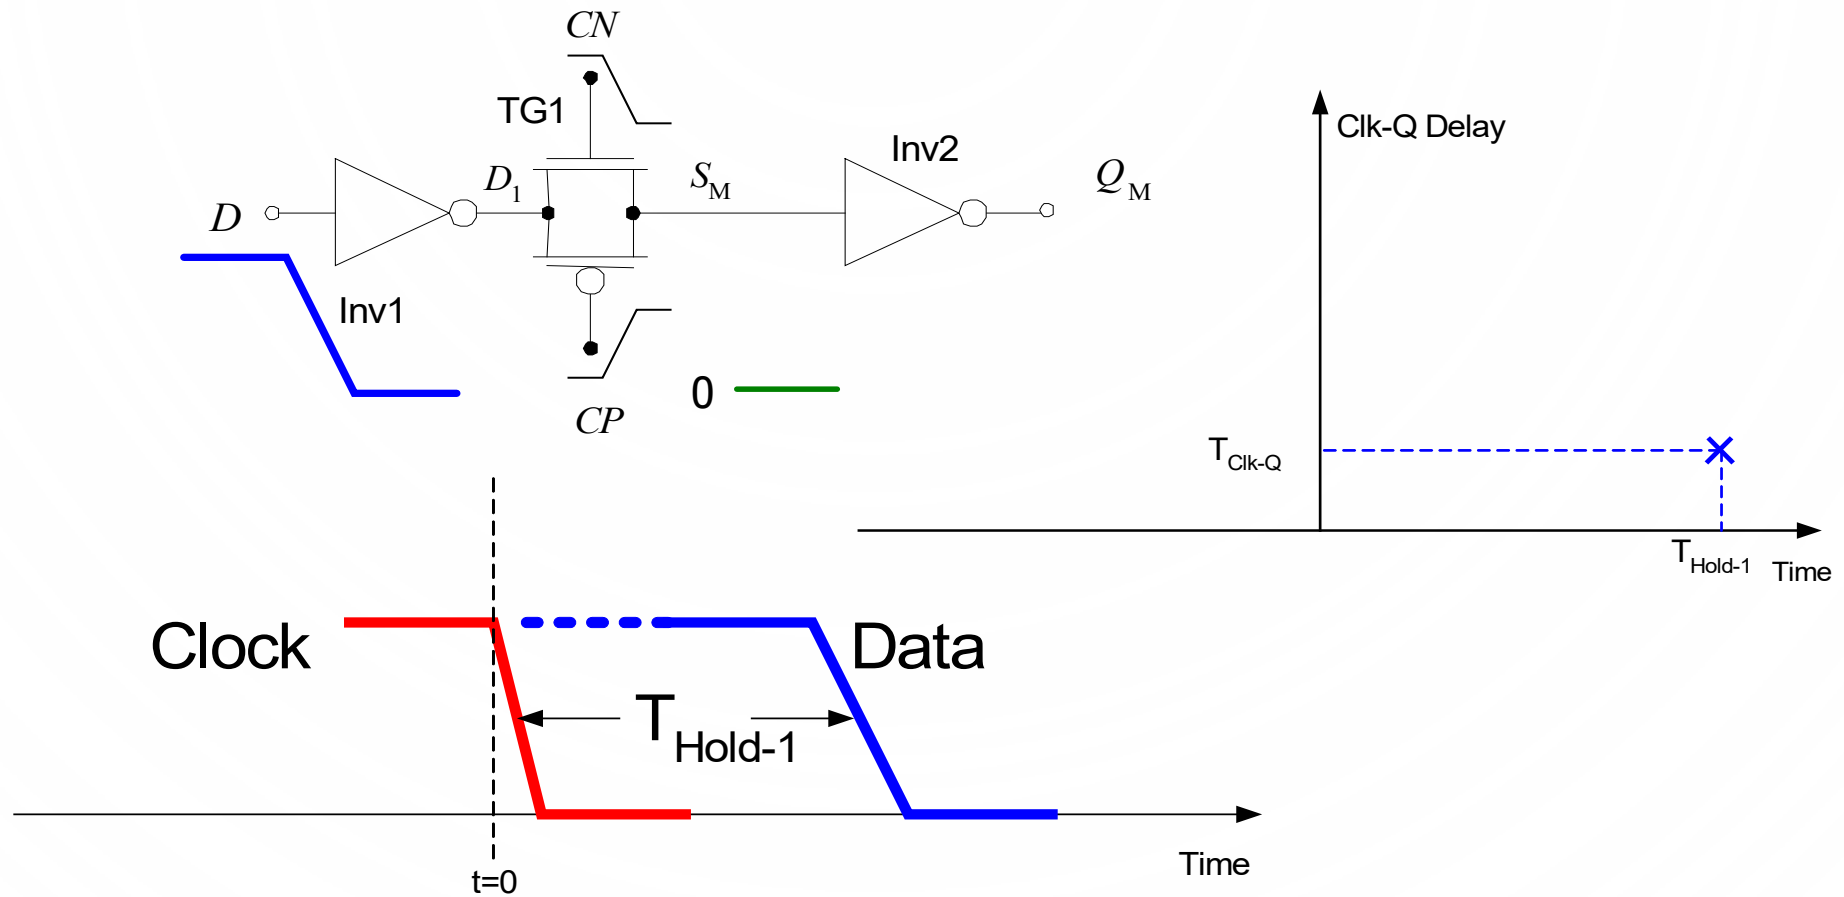 CN
TG1
Clk-Q Delay
Inv2
D
D1
SM
QM
Inv1
0
CP
TClk-Q
THold-1
Time
Clock
Data
THold-1
Time
t=0